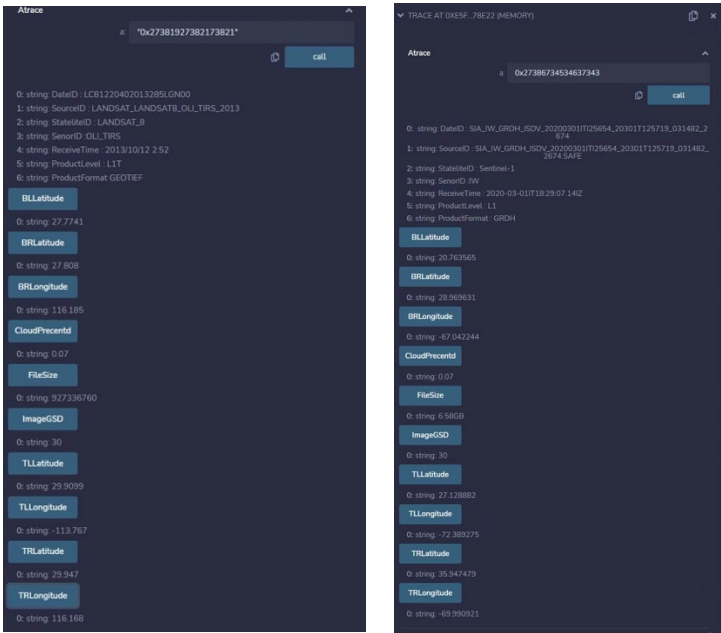 Atrace
a: "0x27381927382173821"
call
0: string: DateID : LC81220402013285LGN00
1: string: SourceID : LANDSAT_LANDSAT8_OLI_TIRS_2013
2: string: StateliteID : LANDSAT_8
3: string: SenorID :OLI_TIRS
4: string: ReceiveTime : 2013/10/12 2:52
5: string: ProductLevel : L1T
6: string: ProductFormat GEOTIEF
BLLatitude
0: string: 27.7741
BRLatitude
0: string: 27.808
BRLongitude
0: string: 116.185
CloudPrecentd
0: string: 0.07
FileSize
0: string: 927336760
ImageGSD
0: string: 30
TLLatitude
0: string: 29.9099
TLLongitude
0: string: -113.767
TRLatitude
0: string: 29.947
TRLongitude
0: string: 116.168
TRACE AT 0XE5F...78E22 (MEMORY)
Atrace
a: 0x27386734534637343
call
0: string: DateID : SIA_IW_GRDH_ISDV_20200301ITI25654_20301T125719_031482_2
674
1: string: SourceID : SIA_IW_GRDH_ISDV_20200301ITI25654_20301T125719_031482_
2674.SAFE
2: string: StateliteID : Sentinel-1
3: string: SenorID :IW
4: string: ReceiveTime : 2020-03-01IT18:29:07.14IZ
5: string: ProductLevel : L1
6: string: ProductFormat : GRDH
BLLatitude
0: string: 20.763565
BRLatitude
0: string: 28.969631
BRLongitude
0: string: -67.042244
CloudPrecentd
0: string: 0.07
FileSize
0: string: 6.58GB
ImageGSD
0: string: 30
TLLatitude
0: string: 27.128882
TLLongitude
0: string: -72.389275
TRLatitude
0: string: 35.947479
TRLongitude
0: string: -69.990921